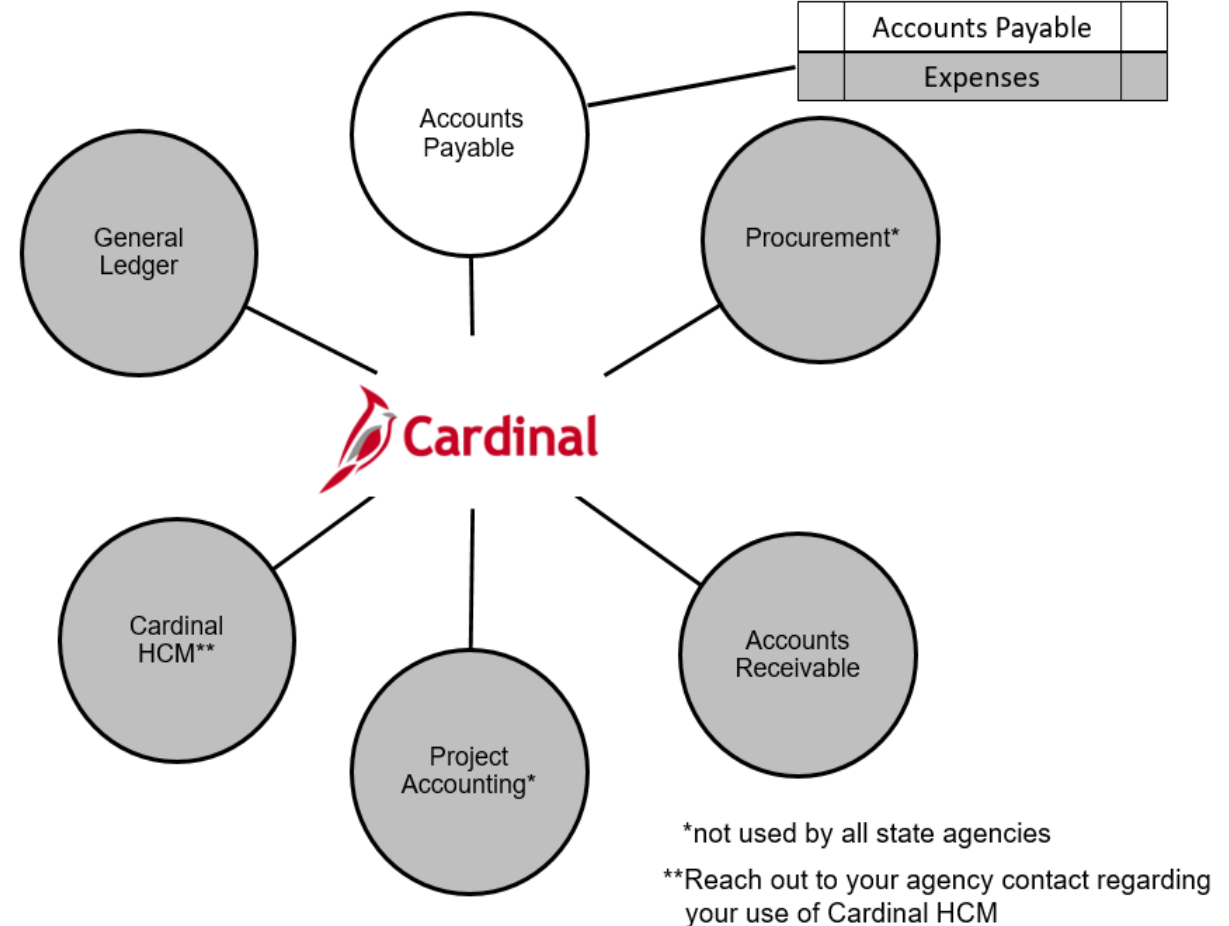 Accounts Payable
Expenses
Accounts
Payable
General
Ledger
Procurement*
Cardinal
Cardinal
HCM**
Accounts
Receivable
Project
Accounting*
*not used by all state agencies
**Reach out to your agency contact regarding
your use of Cardinal HCM